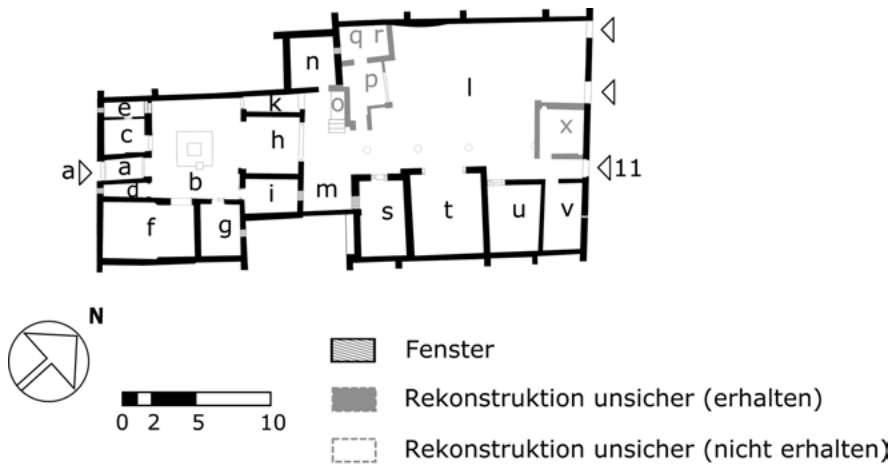 q r
n
p
l
e
k
o
x
c
h
a
a
11
d
b
i
m
s
t
u
v
f
g
N
Fenster
Rekonstruktion unsicher (erhalten)
0 2 5 10
Rekonstruktion unsicher (nicht erhalten)